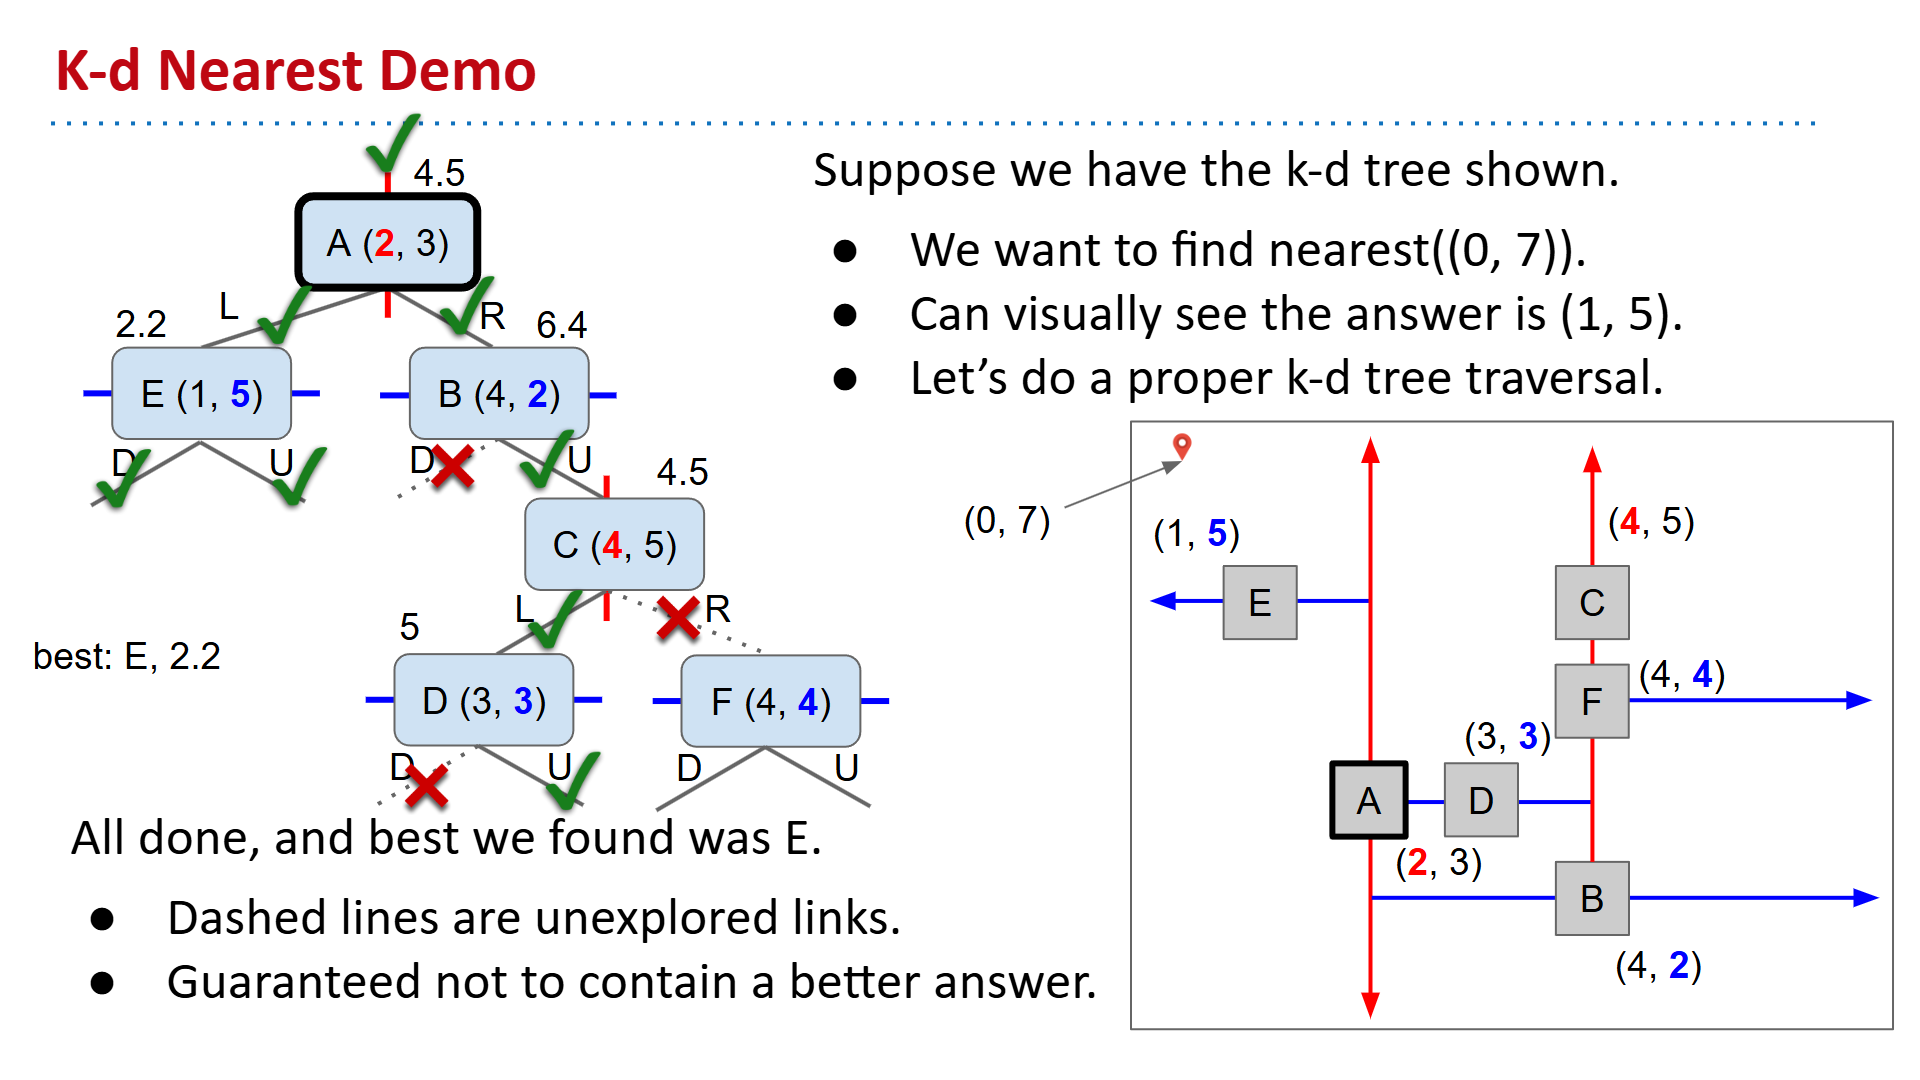 K-d Nearest Demo
4.5
A (2, 3)
L
R
2.2
6.4
E (1, 5)
B (4, 2)
D
U
D
U
4.5
C (4, 5)
L
R
5
best: E, 2.2
D (3, 3)
F (4, 4)
D
U
D
U
All done, and best we found was E.
● Dashed lines are unexplored links.
● Guaranteed not to contain a better answer.
Suppose we have the k-d tree shown.
● We want to find nearest((0, 7)).
● Can visually see the answer is (1, 5).
● Let’s do a proper k-d tree traversal.
(0, 7)
(1, 5)
(4, 5)
E
C
(4, 4)
F
(3, 3)
A
D
(2, 3)
B
(4, 2)